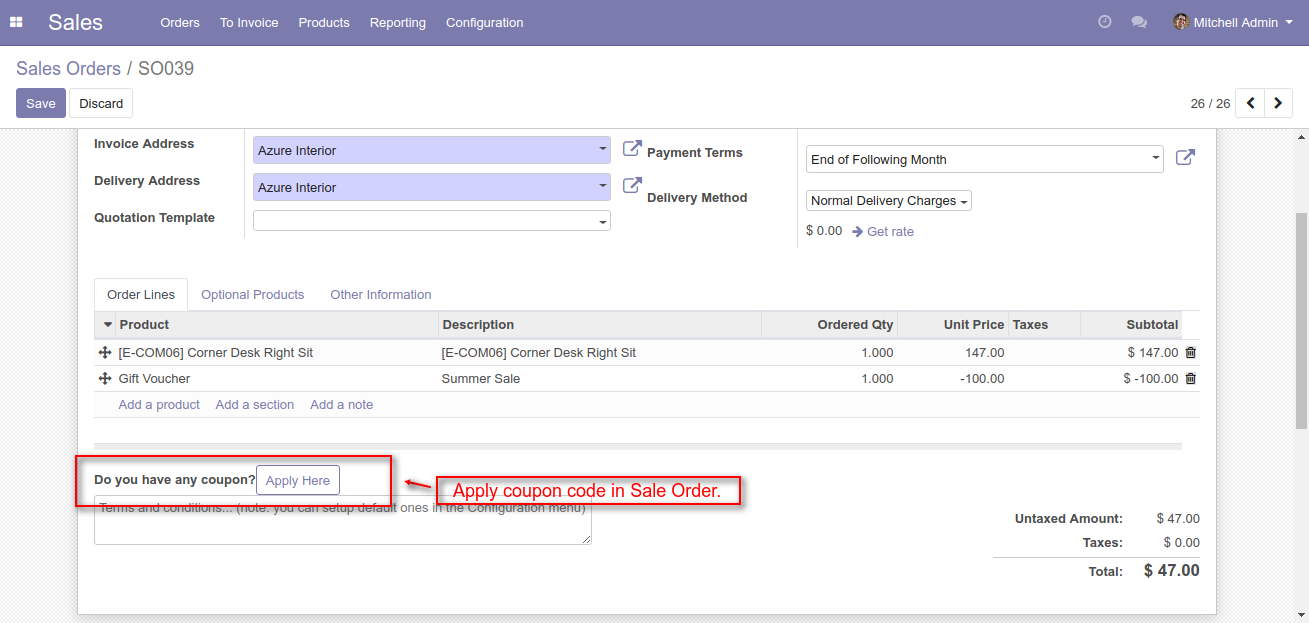 Sales Orders To Invoice Products Reporting Configuration Mitchell Admin
Sales Orders / SO039
Save Discard 26 / 26
Invoice Address Azure Interior Payment Terms End of Following Month
Delivery Address Azure Interior Delivery Method Normal Delivery Charges
Quotation Template $ 0.00 Get rate
Order Lines Optional Products Other Information
Product Description Ordered Qty Unit Price Taxes Subtotal
[E-COM06] Corner Desk Right Sit [E-COM06] Corner Desk Right Sit 1.000 147.00 $ 147.00
Gift Voucher Summer Sale 1.000 -100.00 $ -100.00
Add a product Add a section Add a note
Do you have any coupon? Apply Here Apply coupon code in Sale Order.
Terms and conditions... (note: you can setup default ones in the Configuration menu)
Untaxed Amount: $ 47.00
Taxes: $ 0.00
Total: $ 47.00